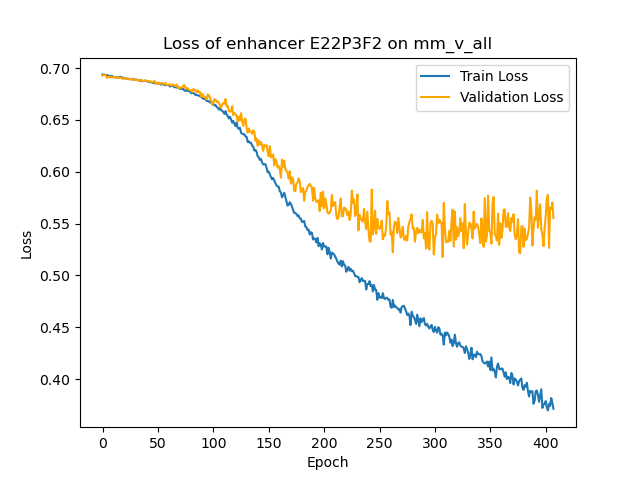 Loss of enhancer E22P3F2 on mm_v_all
Train Loss
Validation Loss
0.70
0.65
0.60
0.55
0.50
0.45
0.40
Loss
0 50 100 150 200 250 300 350 400
Epoch